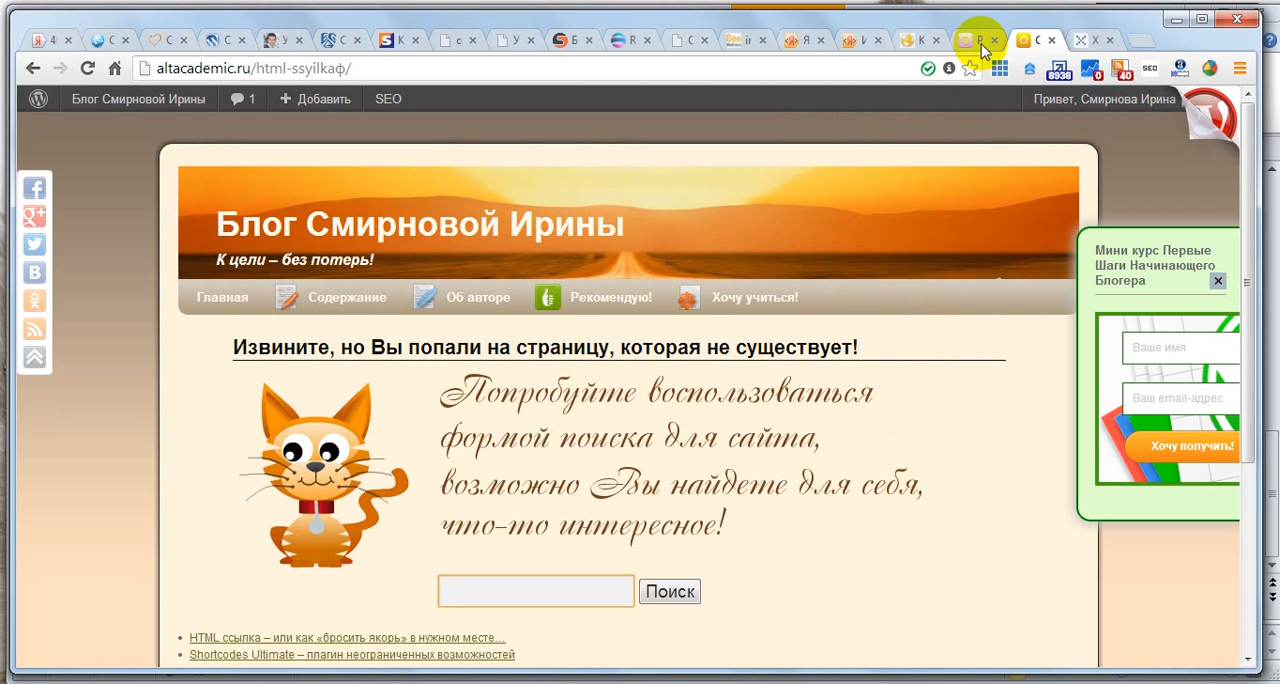 altacademic.ru/html-ssyilkaф/
8938
0
40
SEO
Блог Смирновой Ирины
1
Добавить
SEO
Привет, Смирнова Ирина
Блог Смирновой Ирины
К цели – без потерь!
Главная
Содержание
Об авторе
Рекомендую!
Хочу учиться!
Мини курс Первые
Шаги Начинающего
Блогера
Ваше имя
Ваш email-адрес
Хочу получить!
Извините, но Вы попали на страницу, которая не существует!
Попробуйте воспользоваться
формой поиска для сайта,
возможно Вы найдете для себя,
что-то интересное!
Поиск
HTML ссылка – или как «бросить якорь» в нужном месте…
Shortcodes Ultimate – плагин неограниченных возможностей